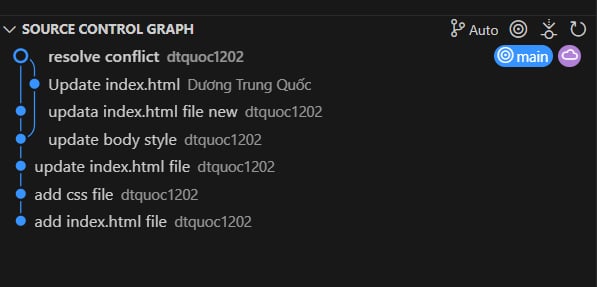 SOURCE CONTROL GRAPH Auto
resolve conflict dtquoc1202 main
Update index.html Dương Trung Quốc
updata index.html file new dtquoc1202
update body style dtquoc1202
update index.html file dtquoc1202
add css file dtquoc1202
add index.html file dtquoc1202